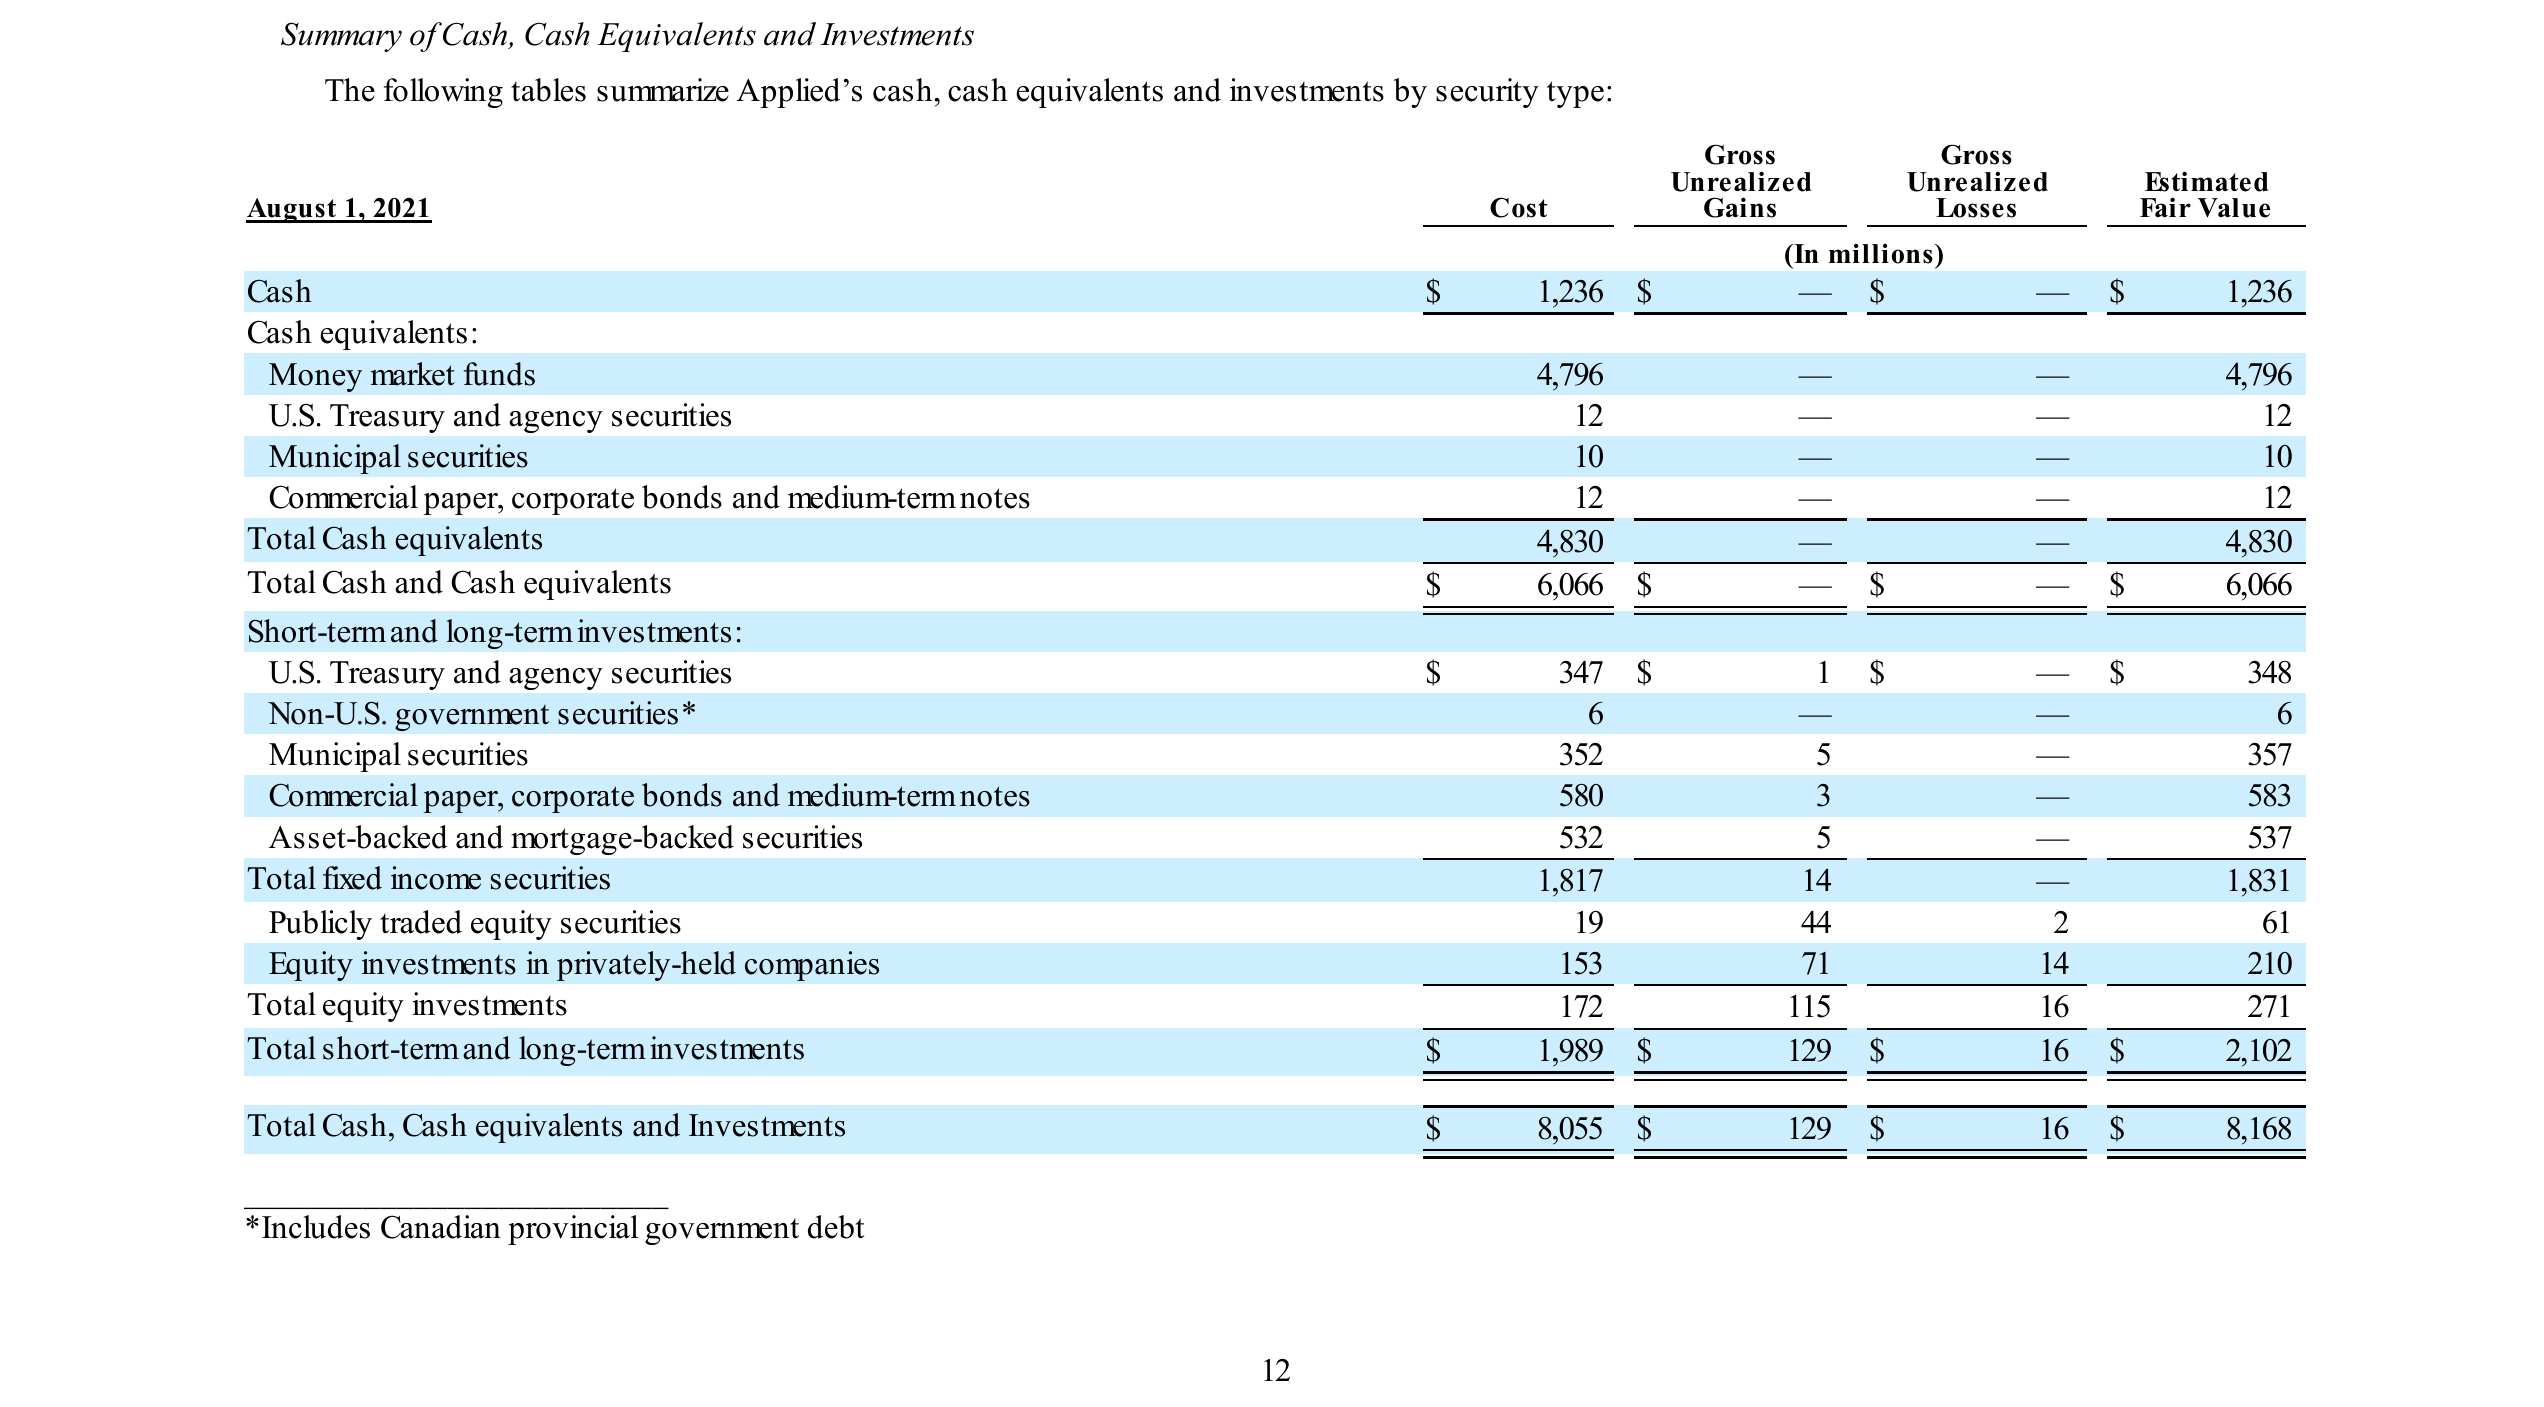 Summary of Cash, Cash Equivalents and Investments
The following tables summarize Applied’s cash, cash equivalents and investments by security type:
August 1, 2021 Cost Gross Unrealized Gains Gross Unrealized Losses Estimated Fair Value
(In millions)
Cash $ 1,236 $ — $ — $ 1,236
Cash equivalents:
Money market funds 4,796 — — 4,796
U.S. Treasury and agency securities 12 — — 12
Municipal securities 10 — — 10
Commercial paper, corporate bonds and medium-term notes 12 — — 12
Total Cash equivalents 4,830 — — 4,830
Total Cash and Cash equivalents $ 6,066 $ — $ — $ 6,066
Short-term and long-term investments:
U.S. Treasury and agency securities $ 347 $ 1 $ — $ 348
Non-U.S. government securities* 6 — — 6
Municipal securities 352 5 — 357
Commercial paper, corporate bonds and medium-term notes 580 3 — 583
Asset-backed and mortgage-backed securities 532 5 — 537
Total fixed income securities 1,817 14 — 1,831
Publicly traded equity securities 19 44 2 61
Equity investments in privately-held companies 153 71 14 210
Total equity investments 172 115 16 271
Total short-term and long-term investments $ 1,989 $ 129 $ 16 $ 2,102
Total Cash, Cash equivalents and Investments $ 8,055 $ 129 $ 16 $ 8,168
*Includes Canadian provincial government debt
12